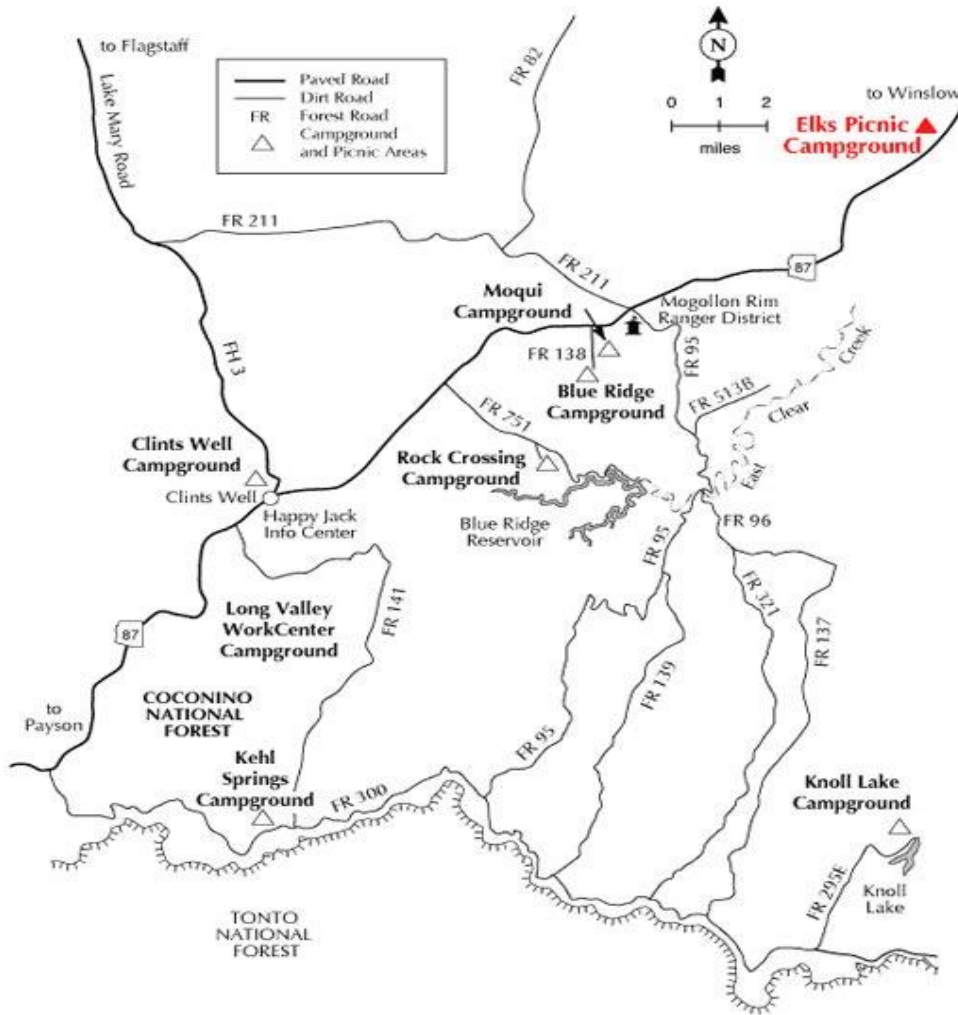 to Flagstaff
Lake Mary Road
Paved Road
Dirt Road
FR Forest Road
Campground
and Picnic Areas
FR 82
N
0 1 2
miles
to Winslow
Elks Picnic
Campground
FR 211
FR 211
87
Moqui
Campground
Mogollon Rim
Ranger District
FH 3
FR 138
FR 95
Blue Ridge
Campground
FR 513B
Clear
Creek
East
FR 751
Clints Well
Campground
Rock Crossing
Campground
Clints Well
Happy Jack
Info Center
Blue Ridge
Reservoir
FR 95
FR 96
FR 141
Long Valley
WorkCenter
Campground
FR 321
FR 137
87
FR 139
COCONINO
NATIONAL
FOREST
to
Payson
Kehl
Springs
Campground
FR 95
FR 300
Knoll Lake
Campground
FR 295E
Knoll
Lake
TONTO
NATIONAL
FOREST